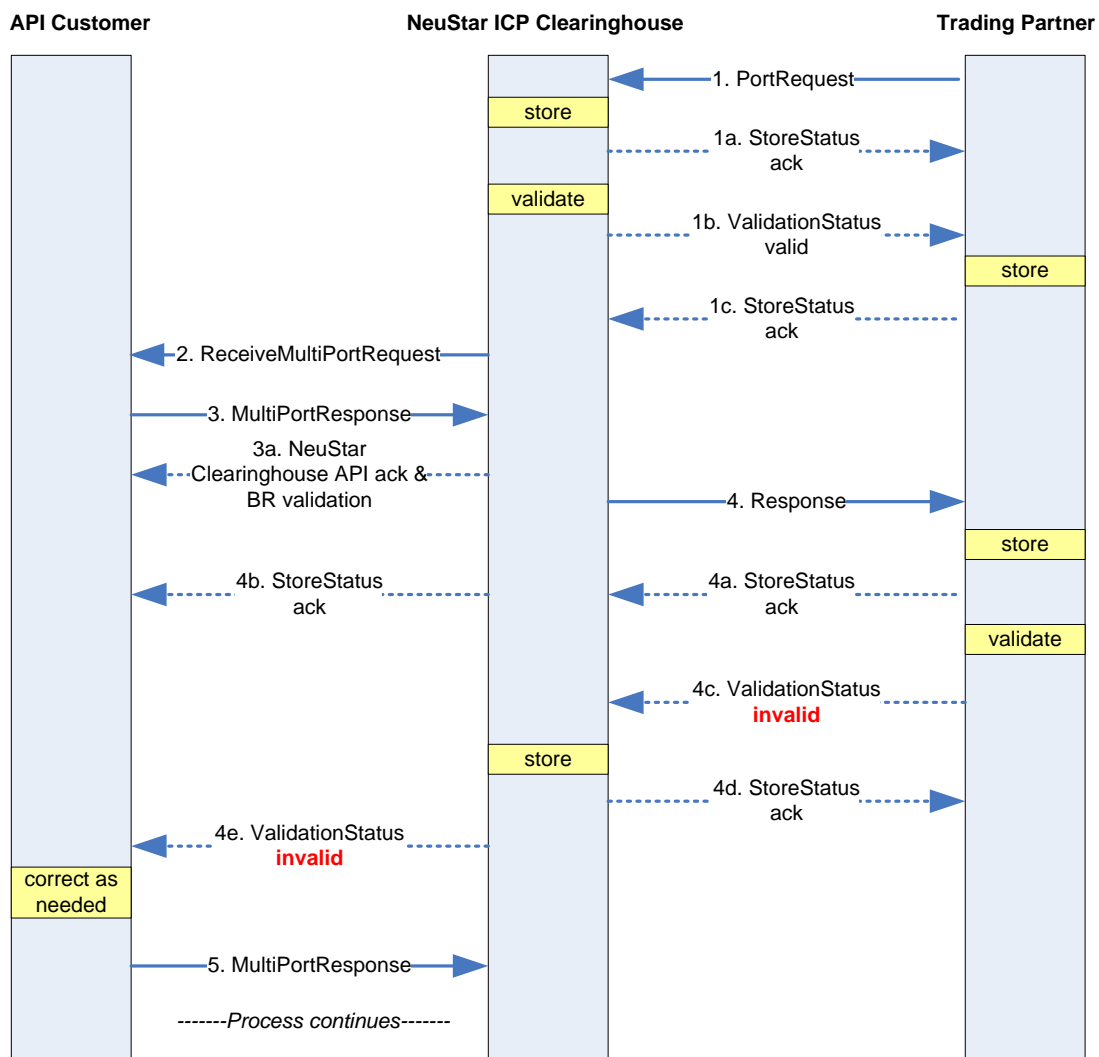 API Customer
NeuStar ICP Clearinghouse
Trading Partner
1. PortRequest
store
1a. StoreStatus
ack
validate
1b. ValidationStatus
valid
store
1c. StoreStatus
ack
2. ReceiveMultiPortRequest
3. MultiPortResponse
3a. NeuStar
Clearinghouse API ack &
BR validation
4. Response
store
4b. StoreStatus
ack
4a. StoreStatus
ack
validate
4c. ValidationStatus
invalid
store
4d. StoreStatus
ack
4e. ValidationStatus
invalid
correct as
needed
5. MultiPortResponse
-------Process continues-------